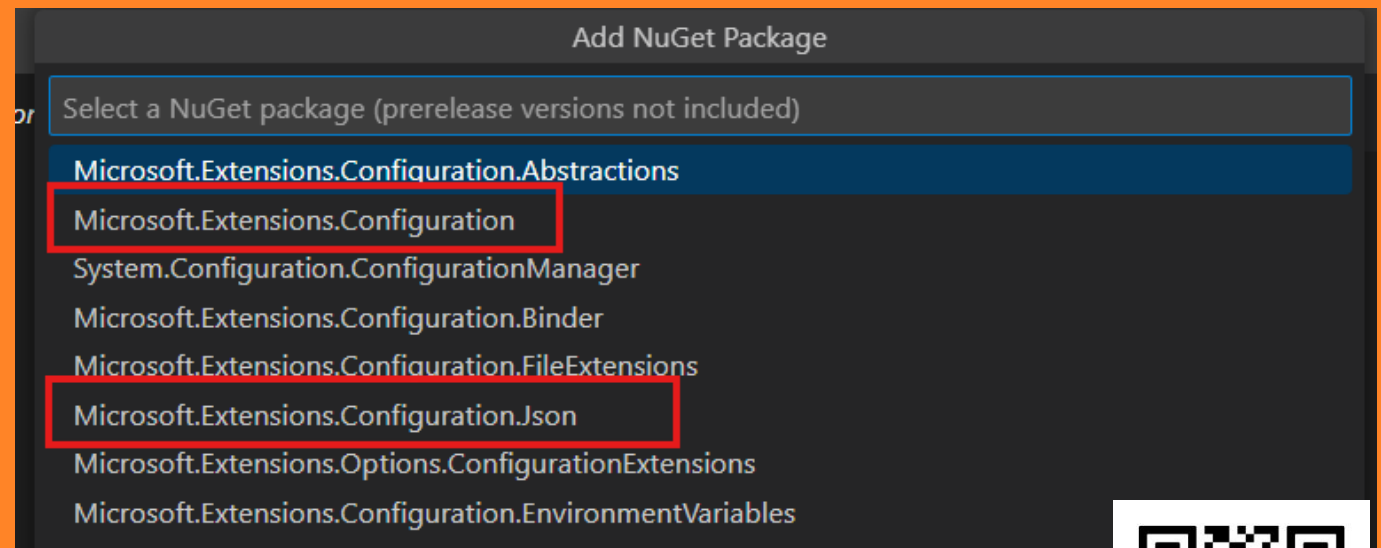 Add NuGet Package
or
Select a NuGet package (prerelease versions not included)
Microsoft.Extensions.Configuration.Abstractions
Microsoft.Extensions.Configuration
System.Configuration.ConfigurationManager
Microsoft.Extensions.Configuration.Binder
Microsoft.Extensions.Configuration.FileExtensions
Microsoft.Extensions.Configuration.Json
Microsoft.Extensions.Options.ConfigurationExtensions
Microsoft.Extensions.Configuration.EnvironmentVariables